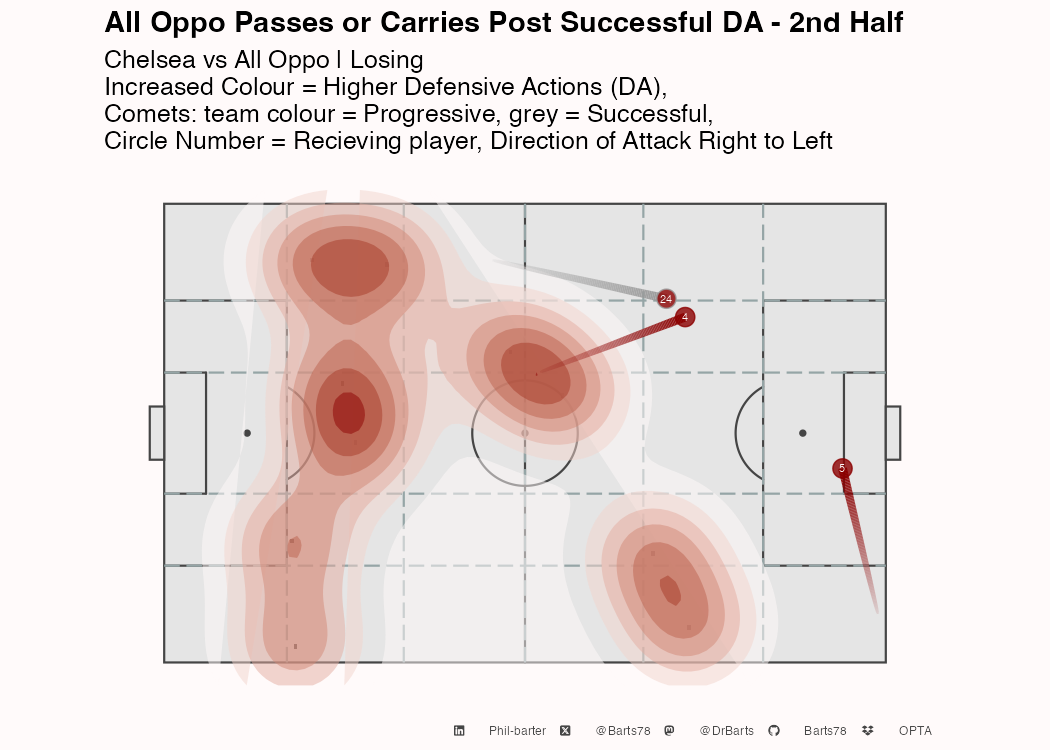 All Oppo Passes or Carries Post Successful DA - 2nd Half
Chelsea vs All Oppo | Losing
Increased Colour = Higher Defensive Actions (DA),
Comets: team colour = Progressive, grey = Successful,
Circle Number = Recieving player, Direction of Attack Right to Left
24
4
5
Phil-barter @Barts78 @DrBarts Barts78 OPTA